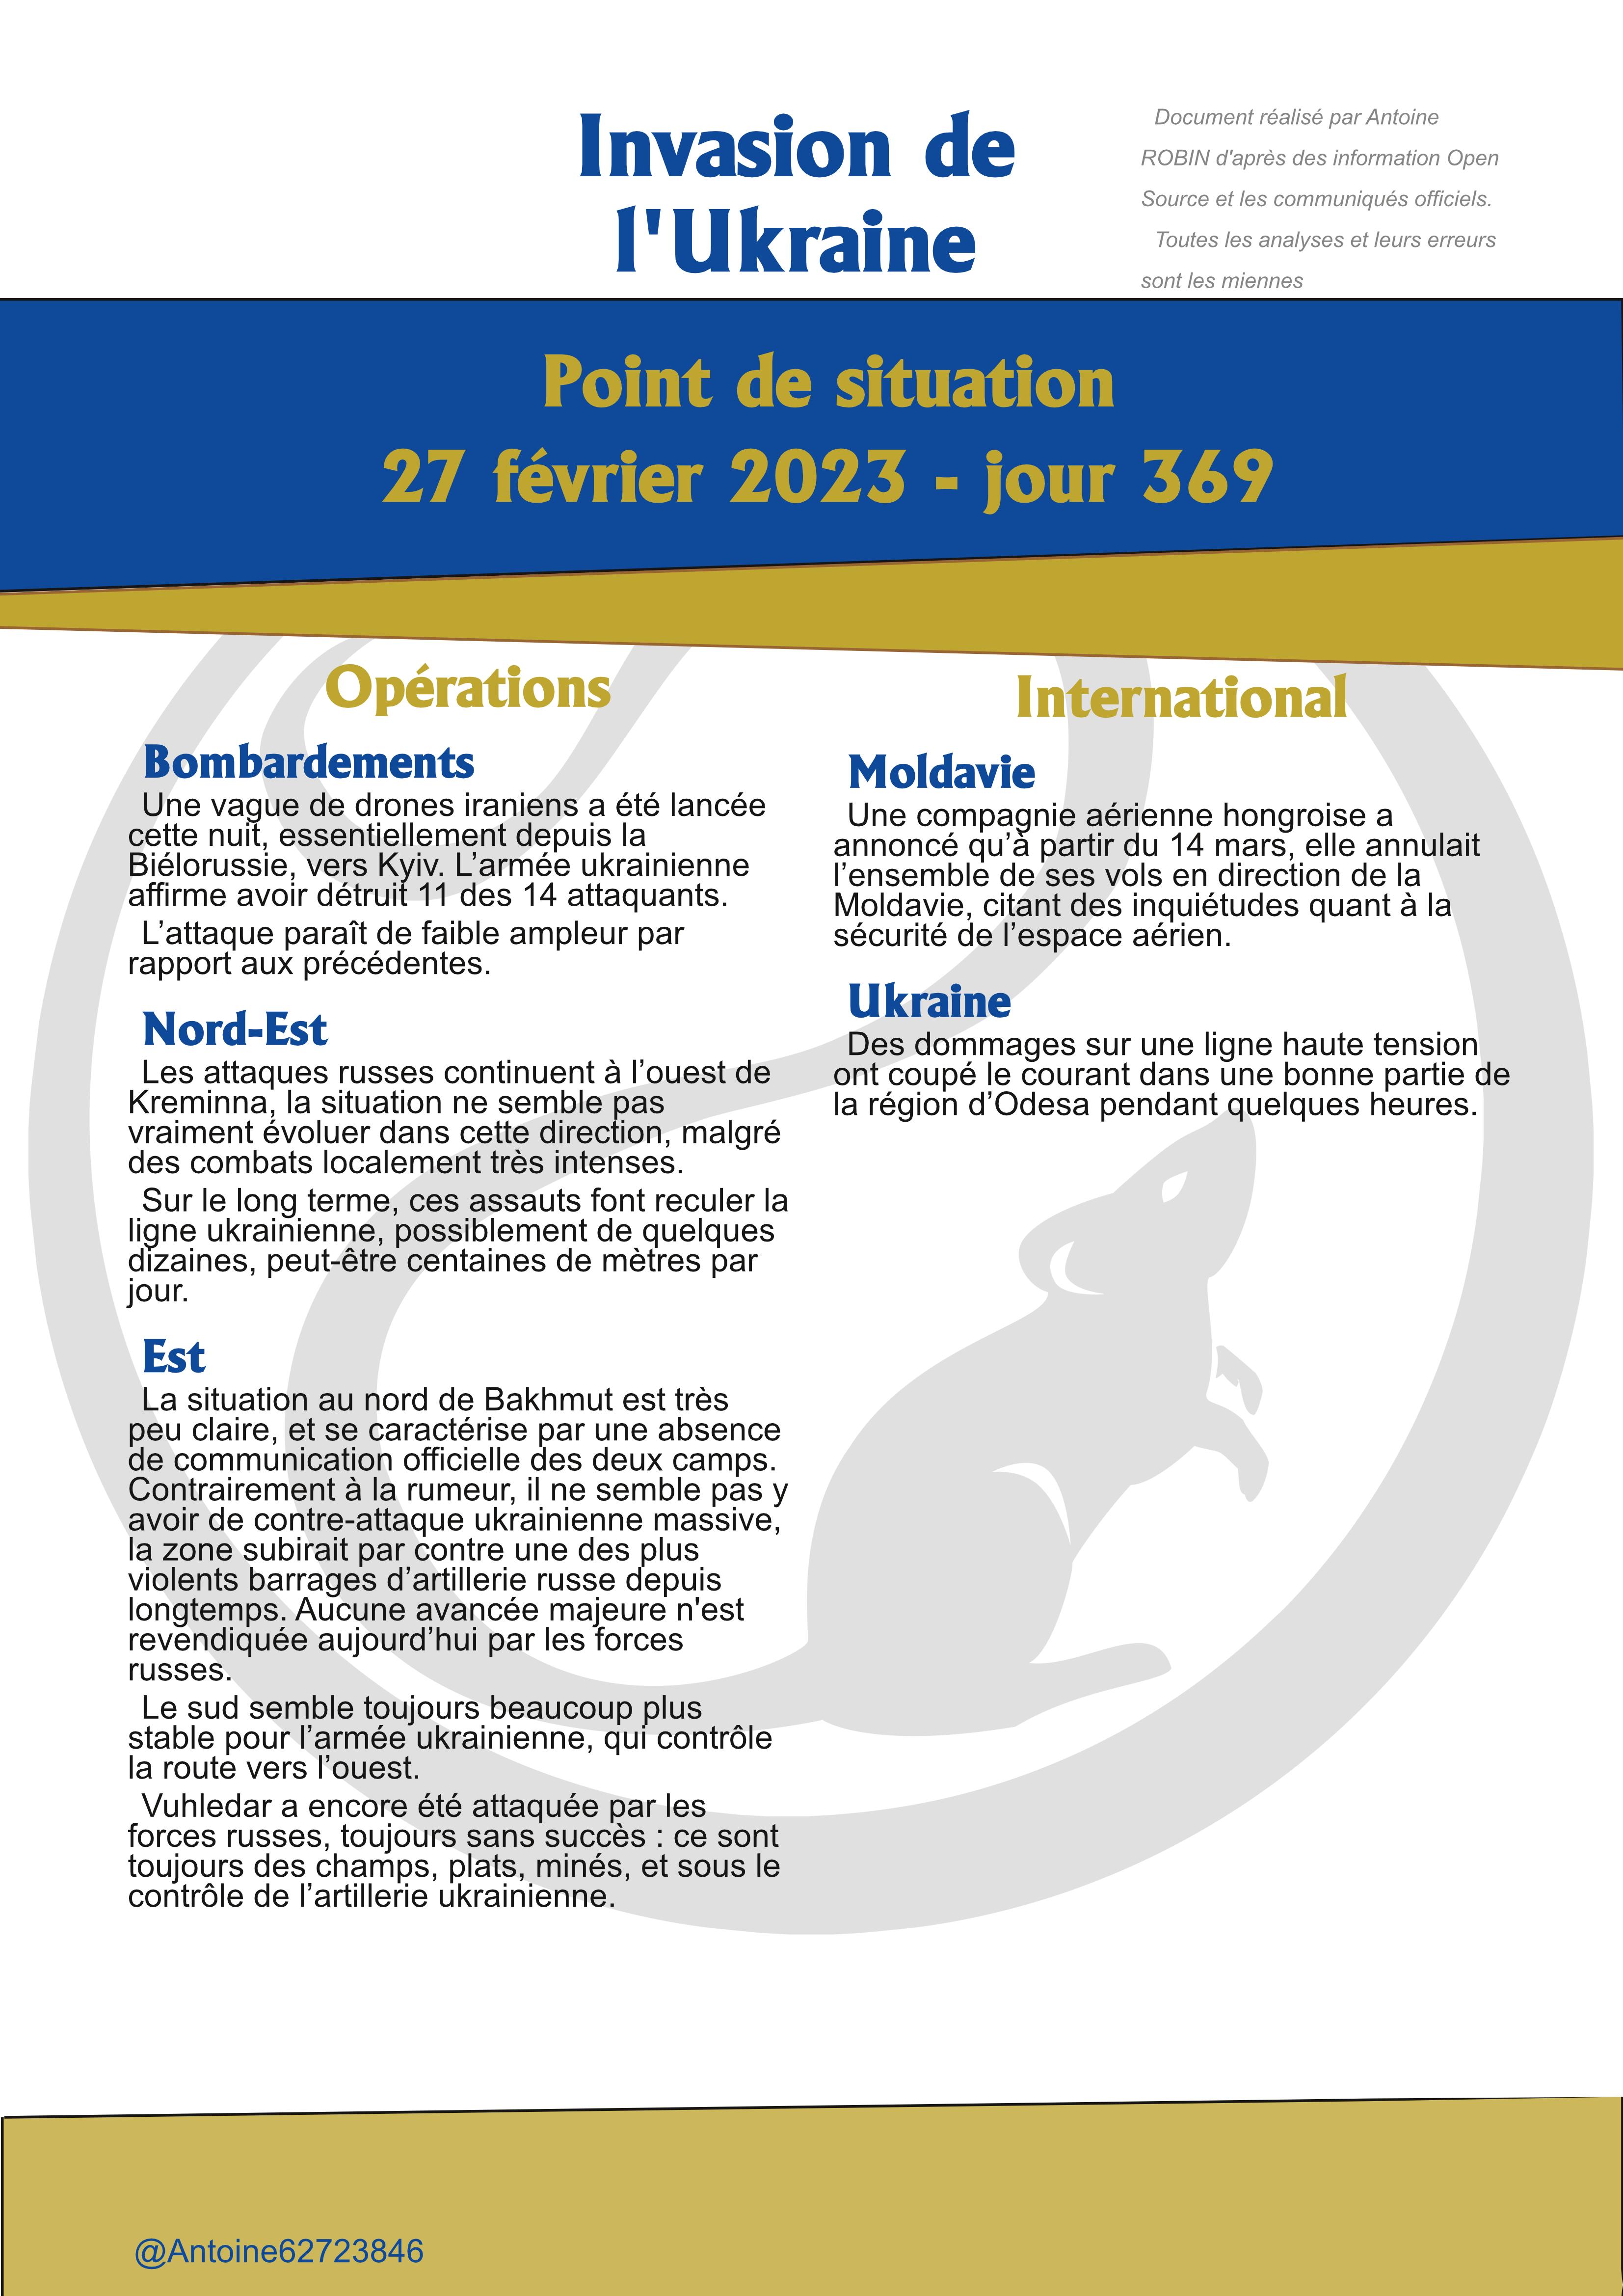 Invasion de
l'Ukraine
Document réalisé par Antoine
ROBIN d'après des information Open
Source et les communiqués officiels.
Toutes les analyses et leurs erreurs
sont les miennes
Point de situation
27 février 2023 - jour 369
Opérations
Bombardements
Une vague de drones iraniens a été lancée
cette nuit, essentiellement depuis la
Biélorussie, vers Kyiv. L’armée ukrainienne
affirme avoir détruit 11 des 14 attaquants.
L’attaque paraît de faible ampleur par
rapport aux précédentes.
Nord-Est
Les attaques russes continuent à l’ouest de
Kreminna, la situation ne semble pas
vraiment évoluer dans cette direction, malgré
des combats localement très intenses.
Sur le long terme, ces assauts font reculer la
ligne ukrainienne, possiblement de quelques
dizaines, peut-être centaines de mètres par
jour.
Est
La situation au nord de Bakhmut est très
peu claire, et se caractérise par une absence
de communication officielle des deux camps.
Contrairement à la rumeur, il ne semble pas y
avoir de contre-attaque ukrainienne massive,
la zone subirait par contre une des plus
violents barrages d’artillerie russe depuis
longtemps. Aucune avancée majeure n'est
revendiquée aujourd’hui par les forces
russes.
Le sud semble toujours beaucoup plus
stable pour l’armée ukrainienne, qui contrôle
la route vers l’ouest.
Vuhledar a encore été attaquée par les
forces russes, toujours sans succès : ce sont
toujours des champs, plats, minés, et sous le
contrôle de l’artillerie ukrainienne.
International
Moldavie
Une compagnie aérienne hongroise a
annoncé qu’à partir du 14 mars, elle annulait
l’ensemble de ses vols en direction de la
Moldavie, citant des inquiétudes quant à la
sécurité de l’espace aérien.
Ukraine
Des dommages sur une ligne haute tension
ont coupé le courant dans une bonne partie de
la région d’Odesa pendant quelques heures.
@Antoine62723846